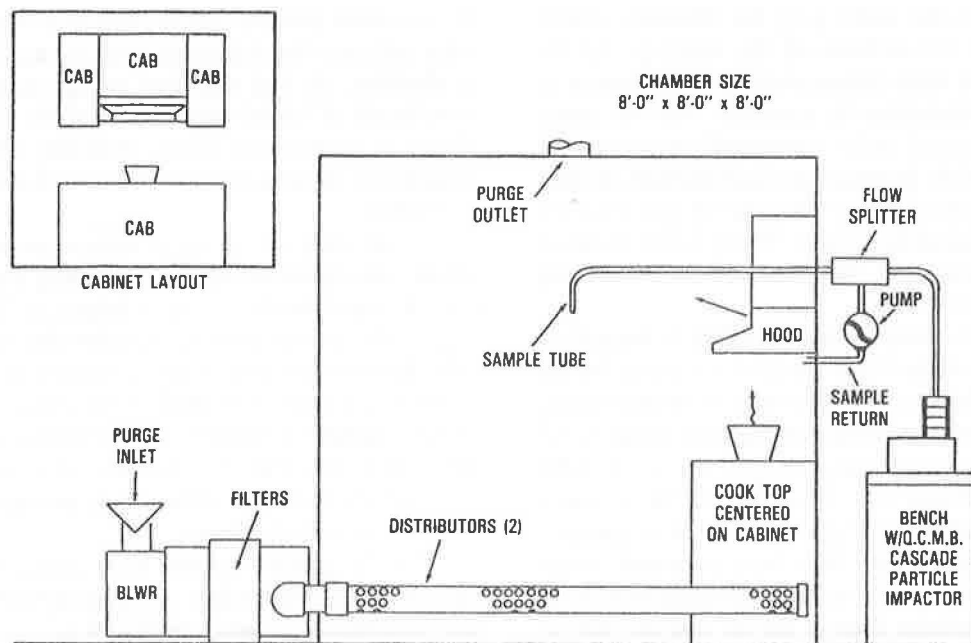 CAB
CAB
CAB
CAB
CABINET LAYOUT
CHAMBER SIZE
8'-0" x 8'-0" x 8'-0"
PURGE
OUTLET
FLOW
SPLITTER
PUMP
SAMPLE TUBE
HOOD
SAMPLE
RETURN
PURGE
INLET
FILTERS
DISTRIBUTORS (2)
BLWR
COOK TOP
CENTERED
ON CABINET
BENCH
W/Q.C.M.B.
CASCADE
PARTICLE
IMPACTOR